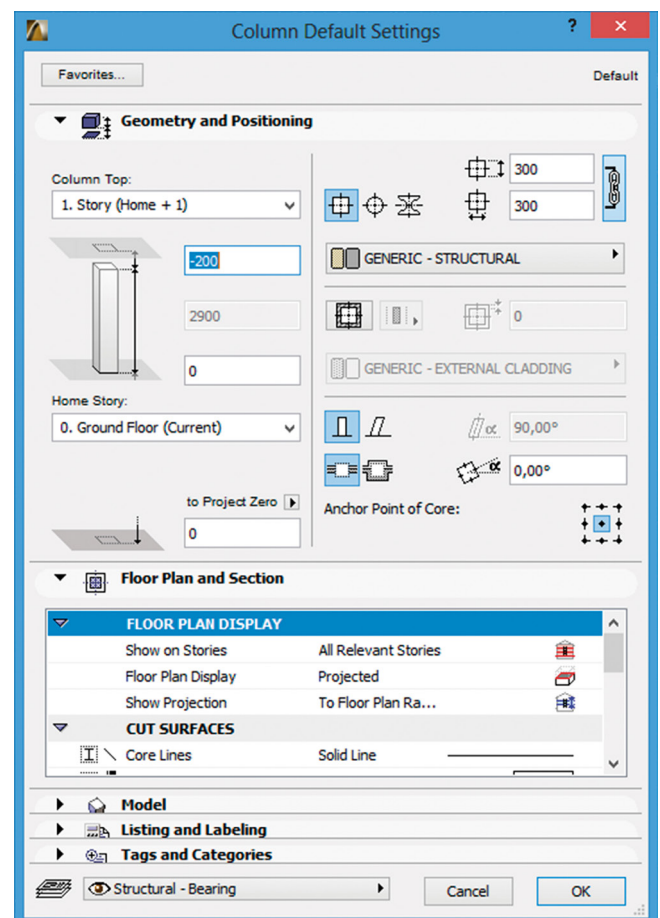 Column Default Settings ?
Favorites...
Default
Geometry and Positioning
Column Top:
1. Story (Home + 1)
-200
2900
0
Home Story:
0. Ground Floor (Current)
to Project Zero
0
300
300
GENERIC - STRUCTURAL
0
GENERIC - EXTERNAL CLADDING
α 90,00°
α 0,00°
Anchor Point of Core:
Floor Plan and Section
FLOOR PLAN DISPLAY
Show on Stories All Relevant Stories
Floor Plan Display Projected
Show Projection To Floor Plan Ra...
CUT SURFACES
Core Lines Solid Line
Model
Listing and Labeling
Tags and Categories
Structural - Bearing
Cancel
OK